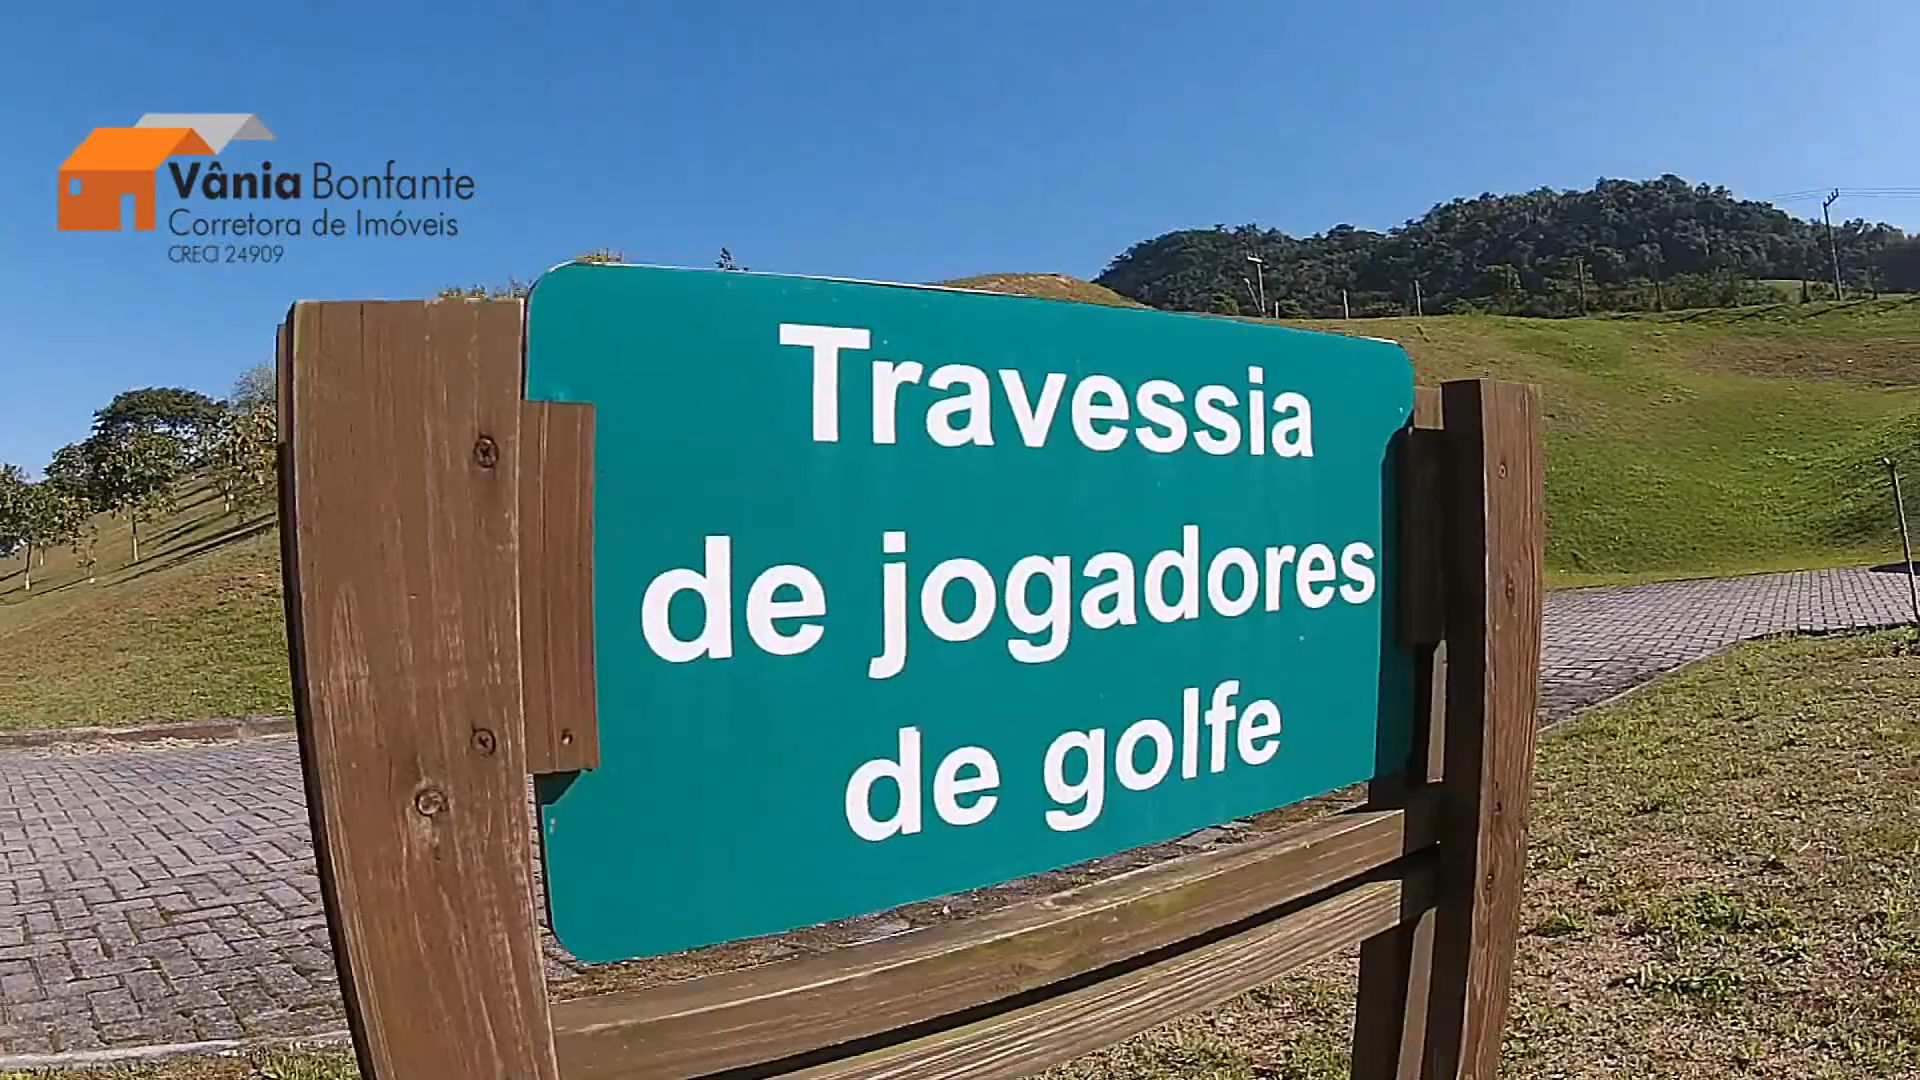 Vânia Bonfante
Corretora de Imóveis
CRECI 24909
Travessia
de jogadores
de golfe